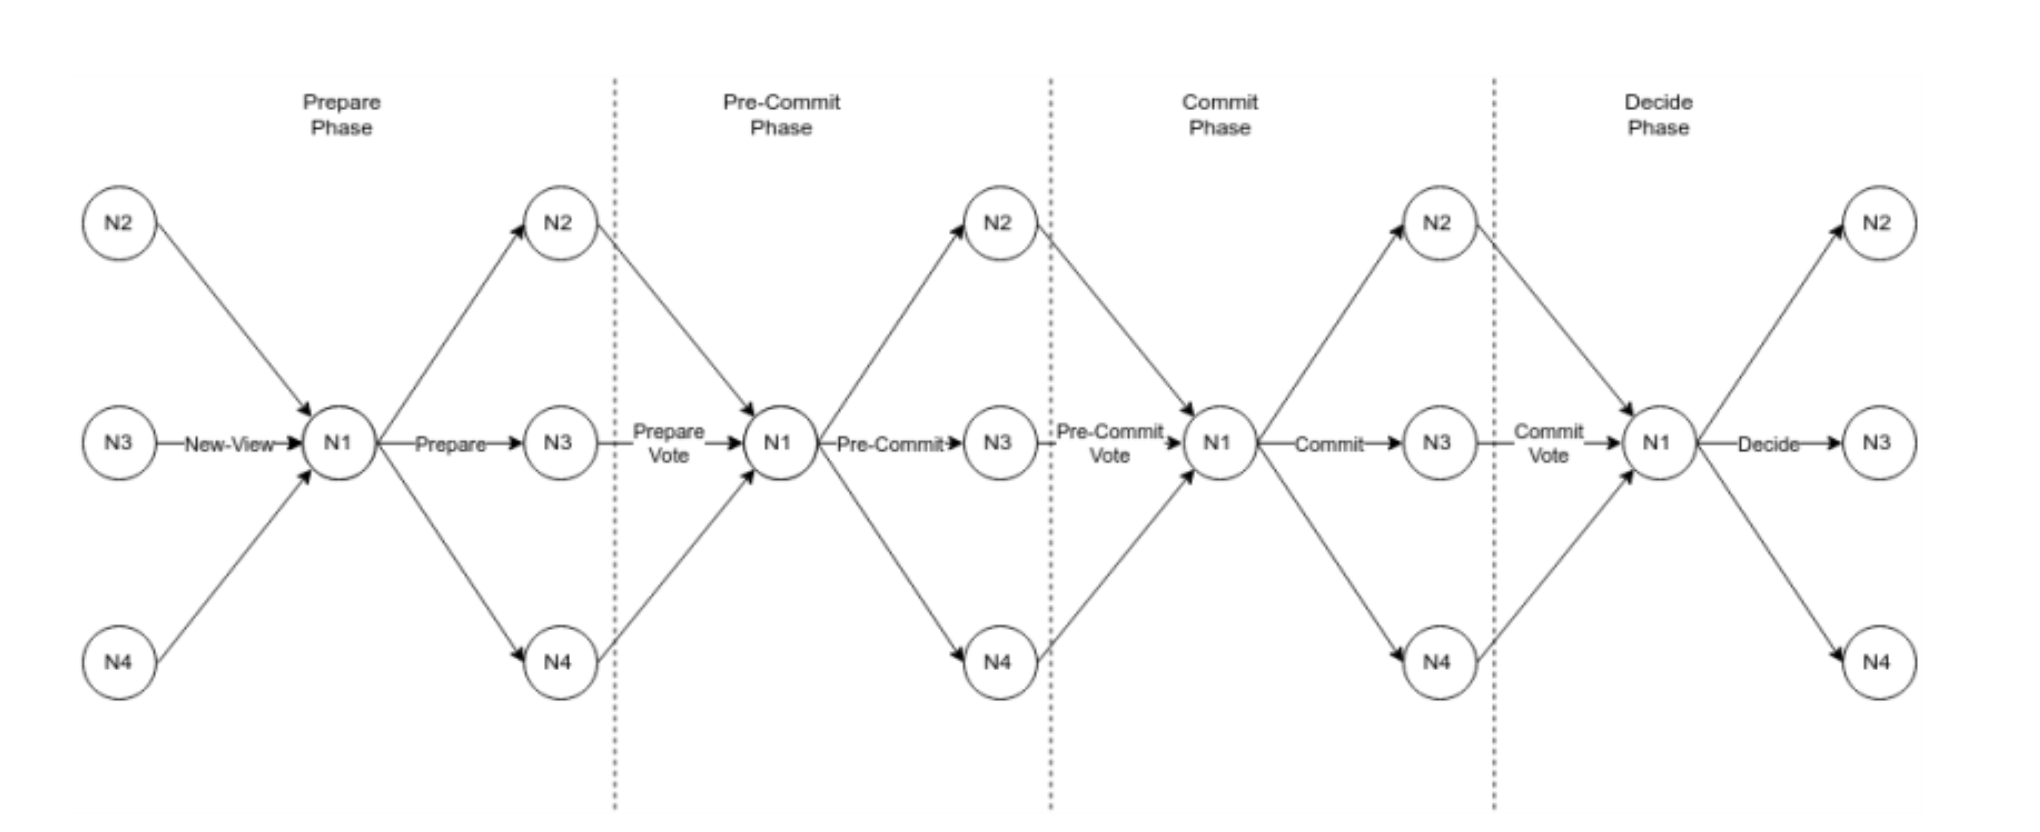 Prepare
Phase
Pre-Commit
Phase
Commit
Phase
Decide
Phase
N2
N2
N2
N2
N2
N3
New-View
N1
Prepare
N3
Prepare
Vote
N1
Pre-Commit
N3
Pre-Commit
Vote
N1
Commit
N3
Commit
Vote
N1
Decide
N3
N4
N4
N4
N4
N4